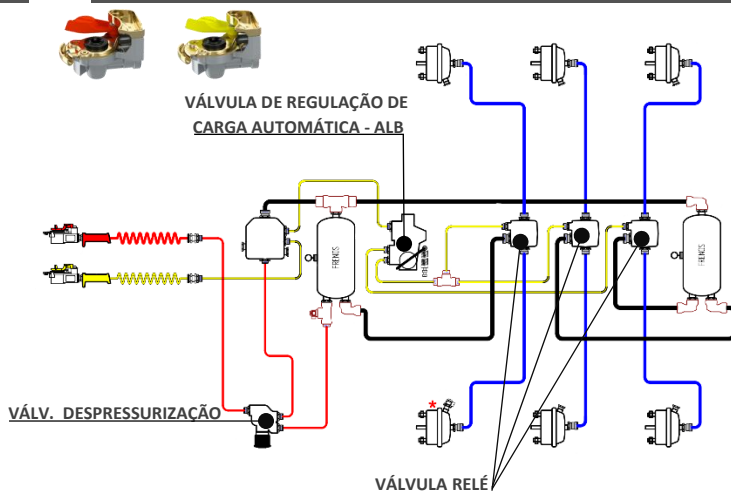 VÁLVULA DE REGULAÇÃO DE
CARGA AUTOMÁTICA - ALB
FRENOS
FRENOS
*
VÁLV. DESPRESSURIZAÇÃO
VÁLVULA RELÉ